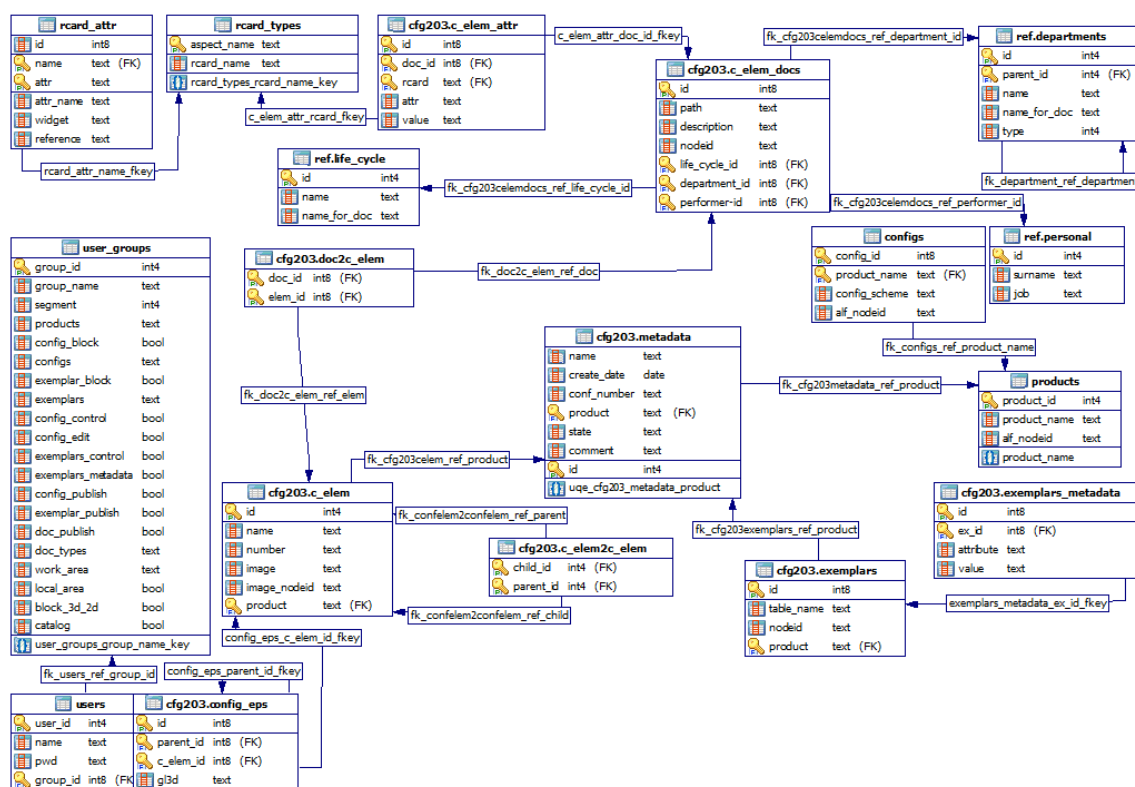 rcard_attr
id int8
name text (FK)
attr text
attr_name text
widget text
reference text
rcard_attr_name_fkey
rcard_types
aspect_name text
rcard_name text
rcard_types_rcard_name_key
c_elem_attr_rcard_fkey
cfg203.c_elem_attr
id int8
doc_id int8 (FK)
rcard text (FK)
attr text
value text
c_elem_attr_doc_id_fkey
fk_cfg203celemdocs_ref_department_id
cfg203.c_elem_docs
id int8
path text
description text
nodeid text
life_cycle_id int8 (FK)
department_id int8 (FK)
performer-id int8 (FK)
ref.departments
id int4
parent_id int4 (FK)
name text
name_for_doc text
type int4
fk_department_ref_department
ref.life_cycle
id int4
name text
name_for_doc text
fk_cfg203celemdocs_ref_life_cycle_id
fk_cfg203celemdocs_ref_performer_id
user_groups
group_id int4
group_name text
segment int4
products text
config_block bool
configs text
exemplar_block bool
exemplars text
config_control bool
config_edit bool
exemplars_control bool
exemplars_metadata bool
config_publish bool
exemplar_publish bool
doc_publish bool
doc_types text
work_area text
local_area bool
block_3d_2d bool
catalog bool
user_groups_group_name_key
cfg203.doc2c_elem
doc_id int8 (FK)
elem_id int8 (FK)
fk_doc2c_elem_ref_doc
configs
config_id int8
product_name text (FK)
config_scheme text
alf_nodeid text
ref.personal
id int4
surname text
job text
fk_configs_ref_product_name
cfg203.metadata
name text
create_date date
conf_number text
product text (FK)
state text
comment text
id int4
uqe_cfg203_metadata_product
fk_cfg203metadata_ref_product
products
product_id int4
product_name text
alf_nodeid text
product_name
fk_doc2c_elem_ref_elem
fk_cfg203celem_ref_product
cfg203.c_elem
id int4
name text
number text
image text
image_nodeid text
product text (FK)
fk_confelem2confelem_ref_parent
cfg203.c_elem2c_elem
child_id int4 (FK)
parent_id int4 (FK)
fk_confelem2confelem_ref_child
fk_cfg203exemplars_ref_product
cfg203.exemplars_metadata
id int8
ex_id int8 (FK)
attribute text
value text
cfg203.exemplars
id int8
table_name text
nodeid text
product text (FK)
exemplars_metadata_ex_id_fkey
config_eps_c_elem_id_fkey
fk_users_ref_group_id
config_eps_parent_id_fkey
users
user_id int4
name text
pwd text
group_id int8 (FK
cfg203.config_eps
id int8
parent_id int8 (FK)
c_elem_id int8 (FK)
gl3d text